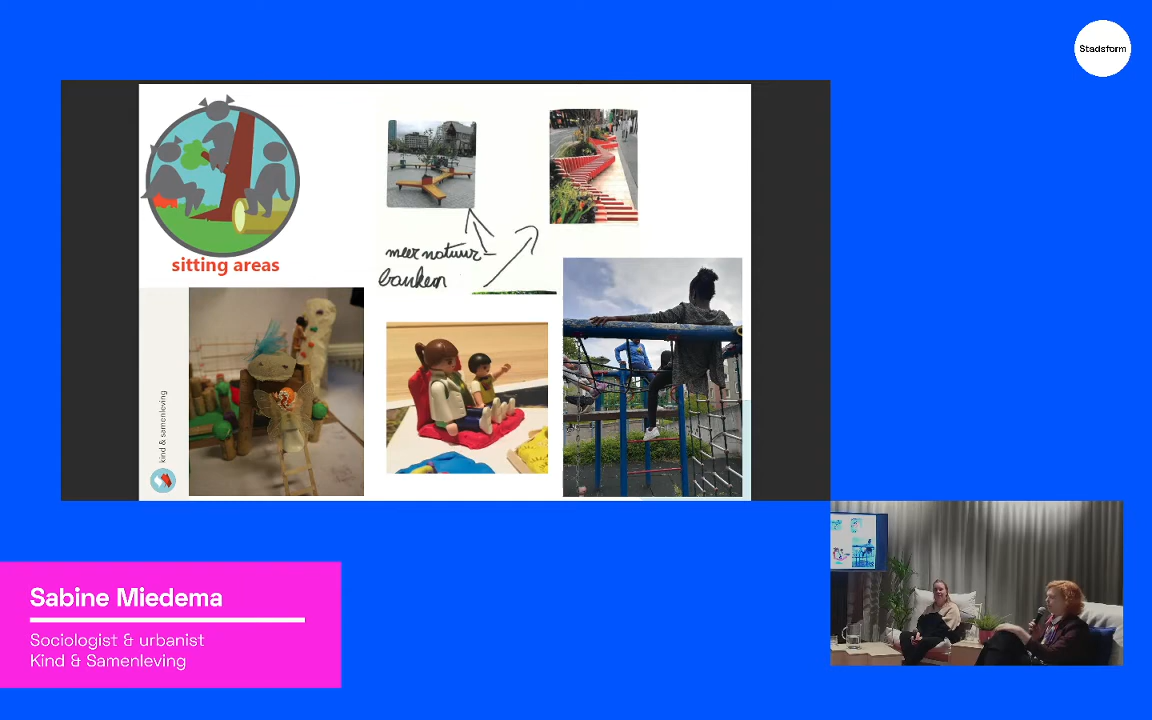 Stadsform
sitting areas
meer natuur
banken
kind & samenleving
Sabine Miedema
Sociologist & urbanist
Kind & Samenleving